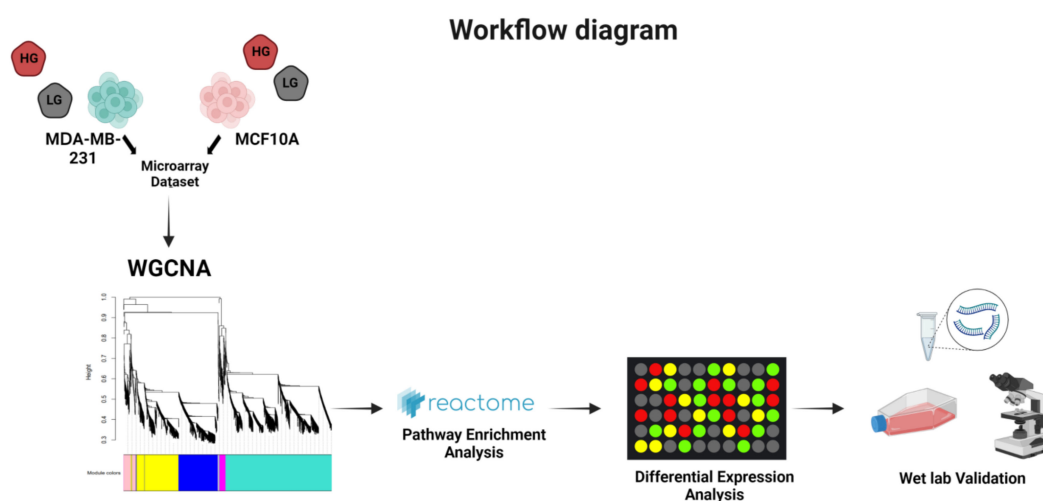 Workflow diagram
HG
LG
HG
LG
MDA-MB-
231
MCF10A
Microarray
Dataset
WGCNA
1.0
0.9
0.8
0.7
0.6
0.5
0.4
0.3
Height
Module colors
reactome
Pathway Enrichment
Analysis
Differential Expression
Analysis
Wet lab Validation